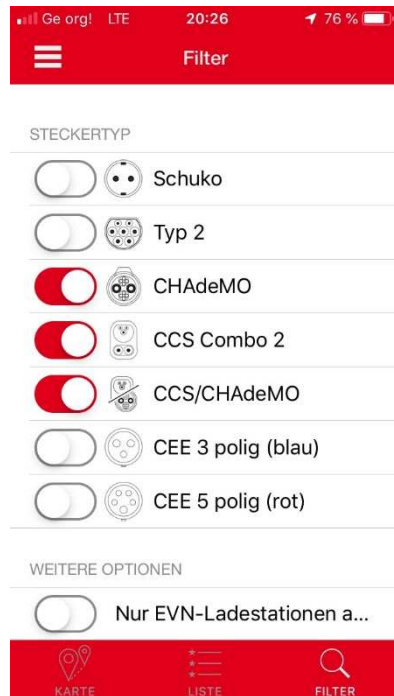 Ge org! LTE 20:26 76 %
Filter
STECKERTYP
Schuko
Typ 2
CHAdeMO
CCS Combo 2
CCS/CHAdeMO
CEE 3 polig (blau)
CEE 5 polig (rot)
WEITERE OPTIONEN
Nur EVN-Ladestationen a...
KARTE LISTE FILTER